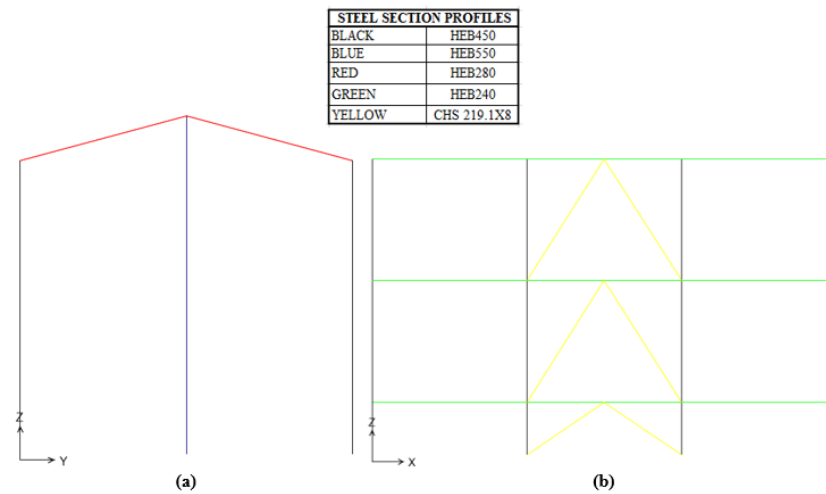 STEEL SECTION PROFILES
BLACK HEB450
BLUE HEB550
RED HEB280
GREEN HEB240
YELLOW CHS 219.1X8
Z
Y
(a)
Z
X
(b)